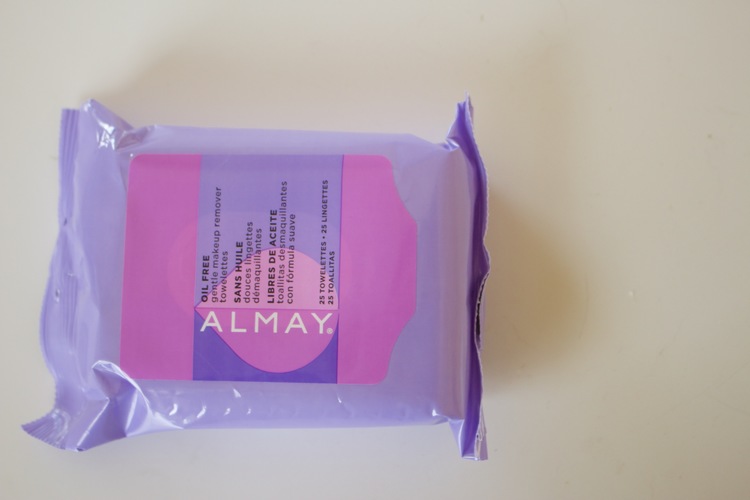 OIL FREE
gentle makeup remover
towelettes
SANS HUILE
douces lingettes
démaquillantes
LIBRES DE ACEITE
toallitas desmaquillantes
con fórmula suave
25 TOWELETTES • 25 LINGETTES
25 TOALLITAS
ALMAY®